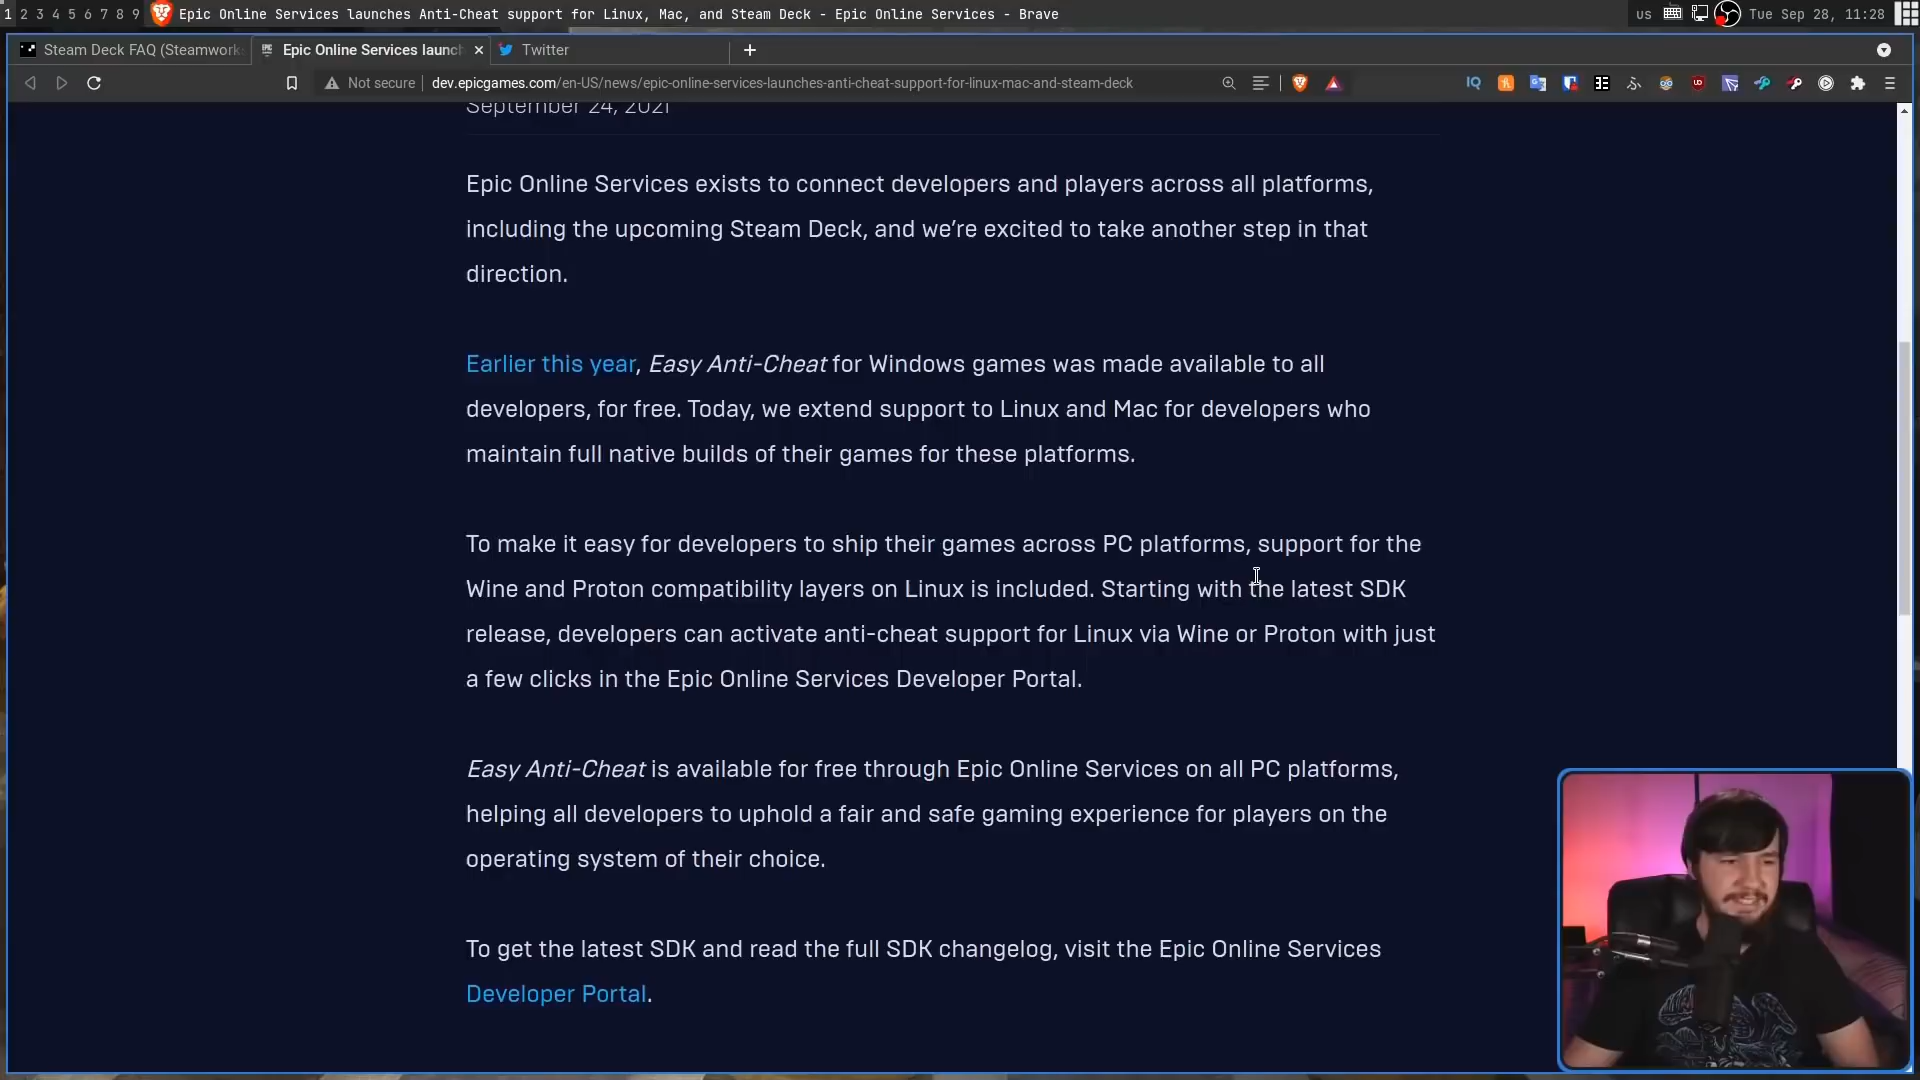 1 2 3 4 5 6 7 8 9 Epic Online Services launches Anti-Cheat support for Linux, Mac, and Steam Deck - Epic Online Services - Brave
us Tue Sep 28, 11:28
Steam Deck FAQ (Steamwork
Epic Online Services launc
Twitter
Not secure
dev.epicgames.com/en-US/news/epic-online-services-launches-anti-cheat-support-for-linux-mac-and-steam-deck
September 24, 2021
Epic Online Services exists to connect developers and players across all platforms,
including the upcoming Steam Deck, and we’re excited to take another step in that
direction.
Earlier this year, Easy Anti-Cheat for Windows games was made available to all
developers, for free. Today, we extend support to Linux and Mac for developers who
maintain full native builds of their games for these platforms.
To make it easy for developers to ship their games across PC platforms, support for the
Wine and Proton compatibility layers on Linux is included. Starting with the latest SDK
release, developers can activate anti-cheat support for Linux via Wine or Proton with just
a few clicks in the Epic Online Services Developer Portal.
Easy Anti-Cheat is available for free through Epic Online Services on all PC platforms,
helping all developers to uphold a fair and safe gaming experience for players on the
operating system of their choice.
To get the latest SDK and read the full SDK changelog, visit the Epic Online Services
Developer Portal.